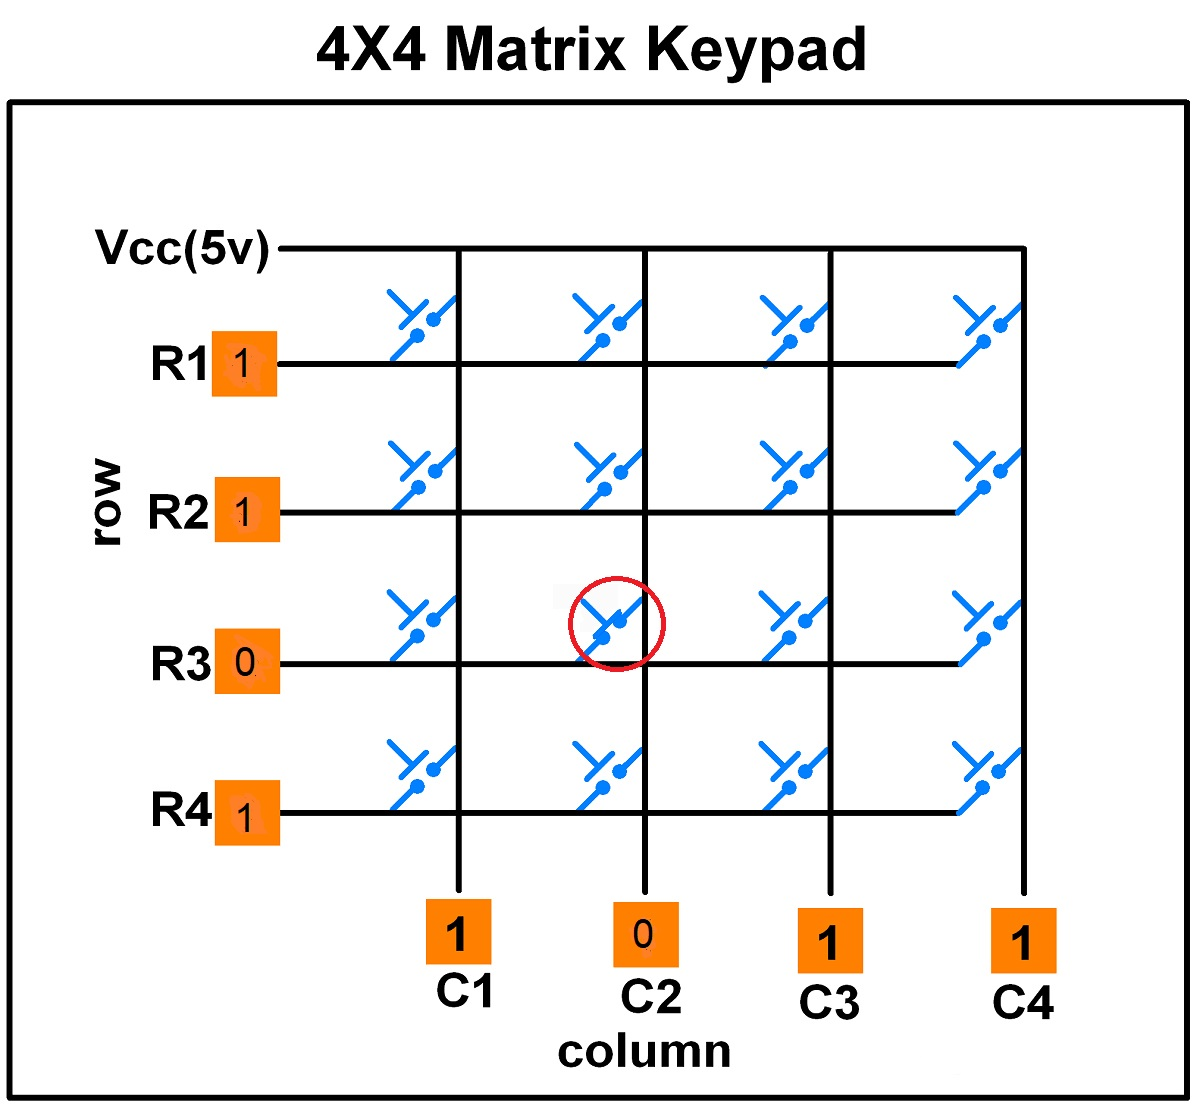 4X4 Matrix Keypad
Vcc(5v)
R1 1
row
R2 1
R3 0
R4 1
1 0 1 1
C1 C2 C3 C4
column